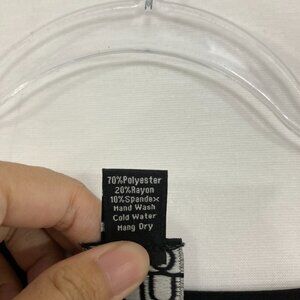 70%Polyester
20%Rayon
10%Spandex
Hand Wash
Cold Water
Hang Dry